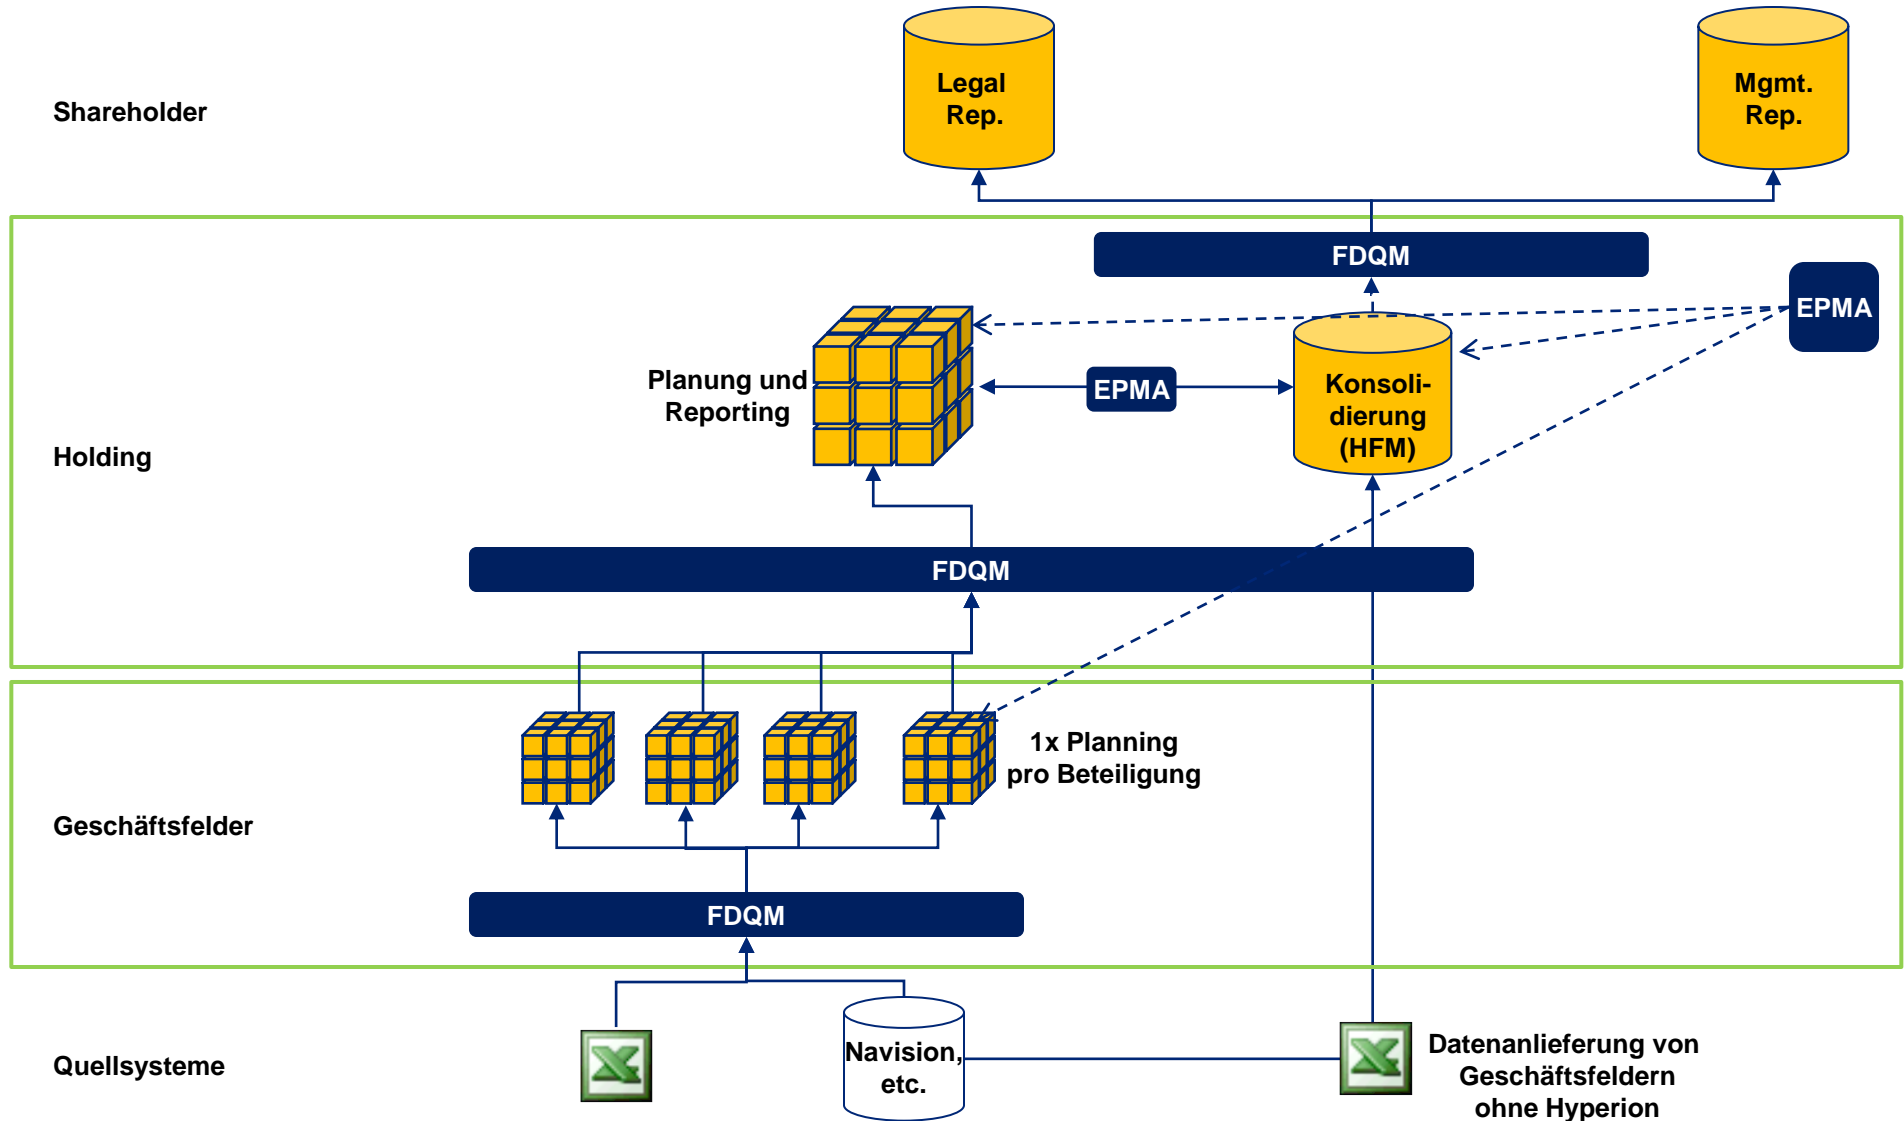 Legal
Rep.
Mgmt.
Rep.
Shareholder
FDQM
EPMA
Planung und
Reporting
EPMA
Konsoli-
dierung
(HFM)
Holding
FDQM
1x Planning
pro Beteiligung
Geschäftsfelder
FDQM
Quellsysteme
Navision,
etc.
Datenanlieferung von
Geschäftsfeldern
ohne Hyperion